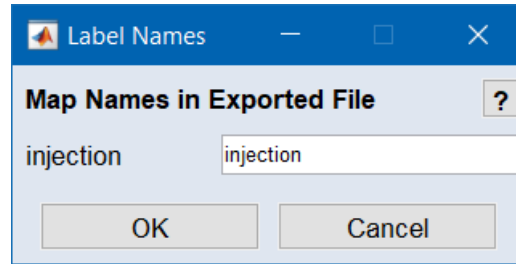 Label Names
Map Names in Exported File ?
injection injection
OK Cancel